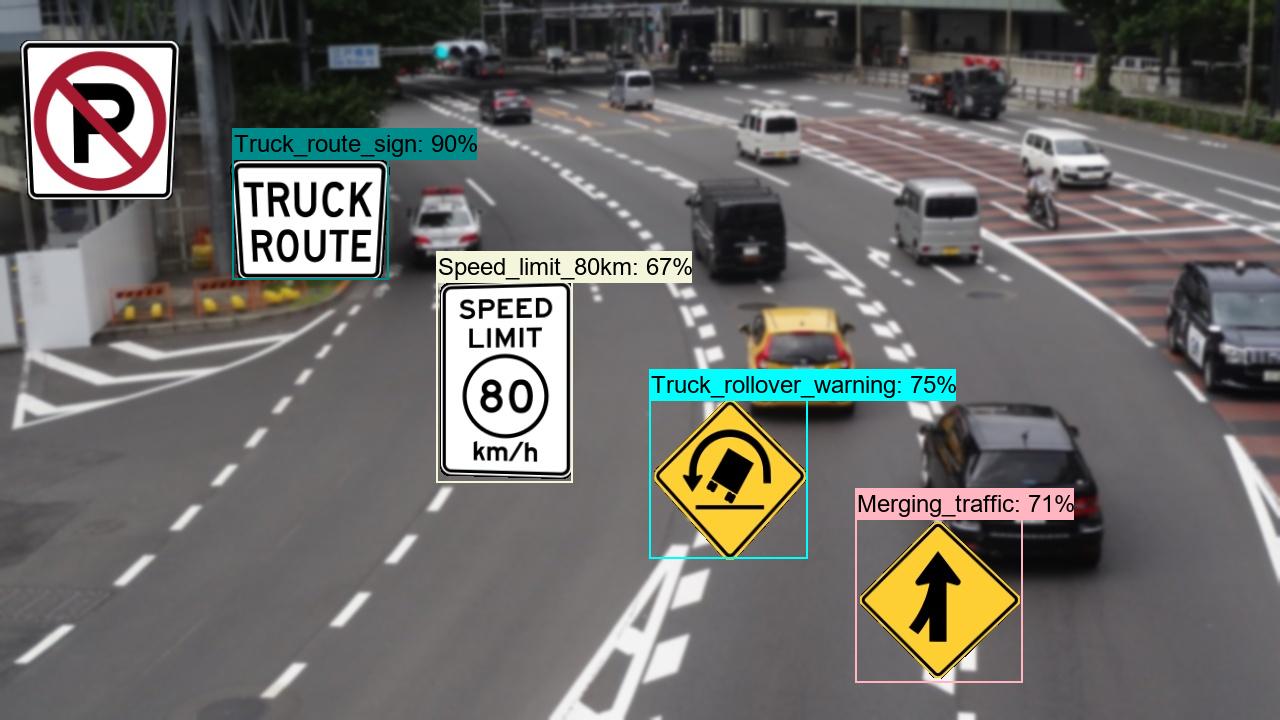 P
Truck_route_sign: 90%
TRUCK
ROUTE
Speed_limit_80km: 67%
SPEED
LIMIT
80
km/h
Truck_rollover_warning: 75%
Merging_traffic: 71%